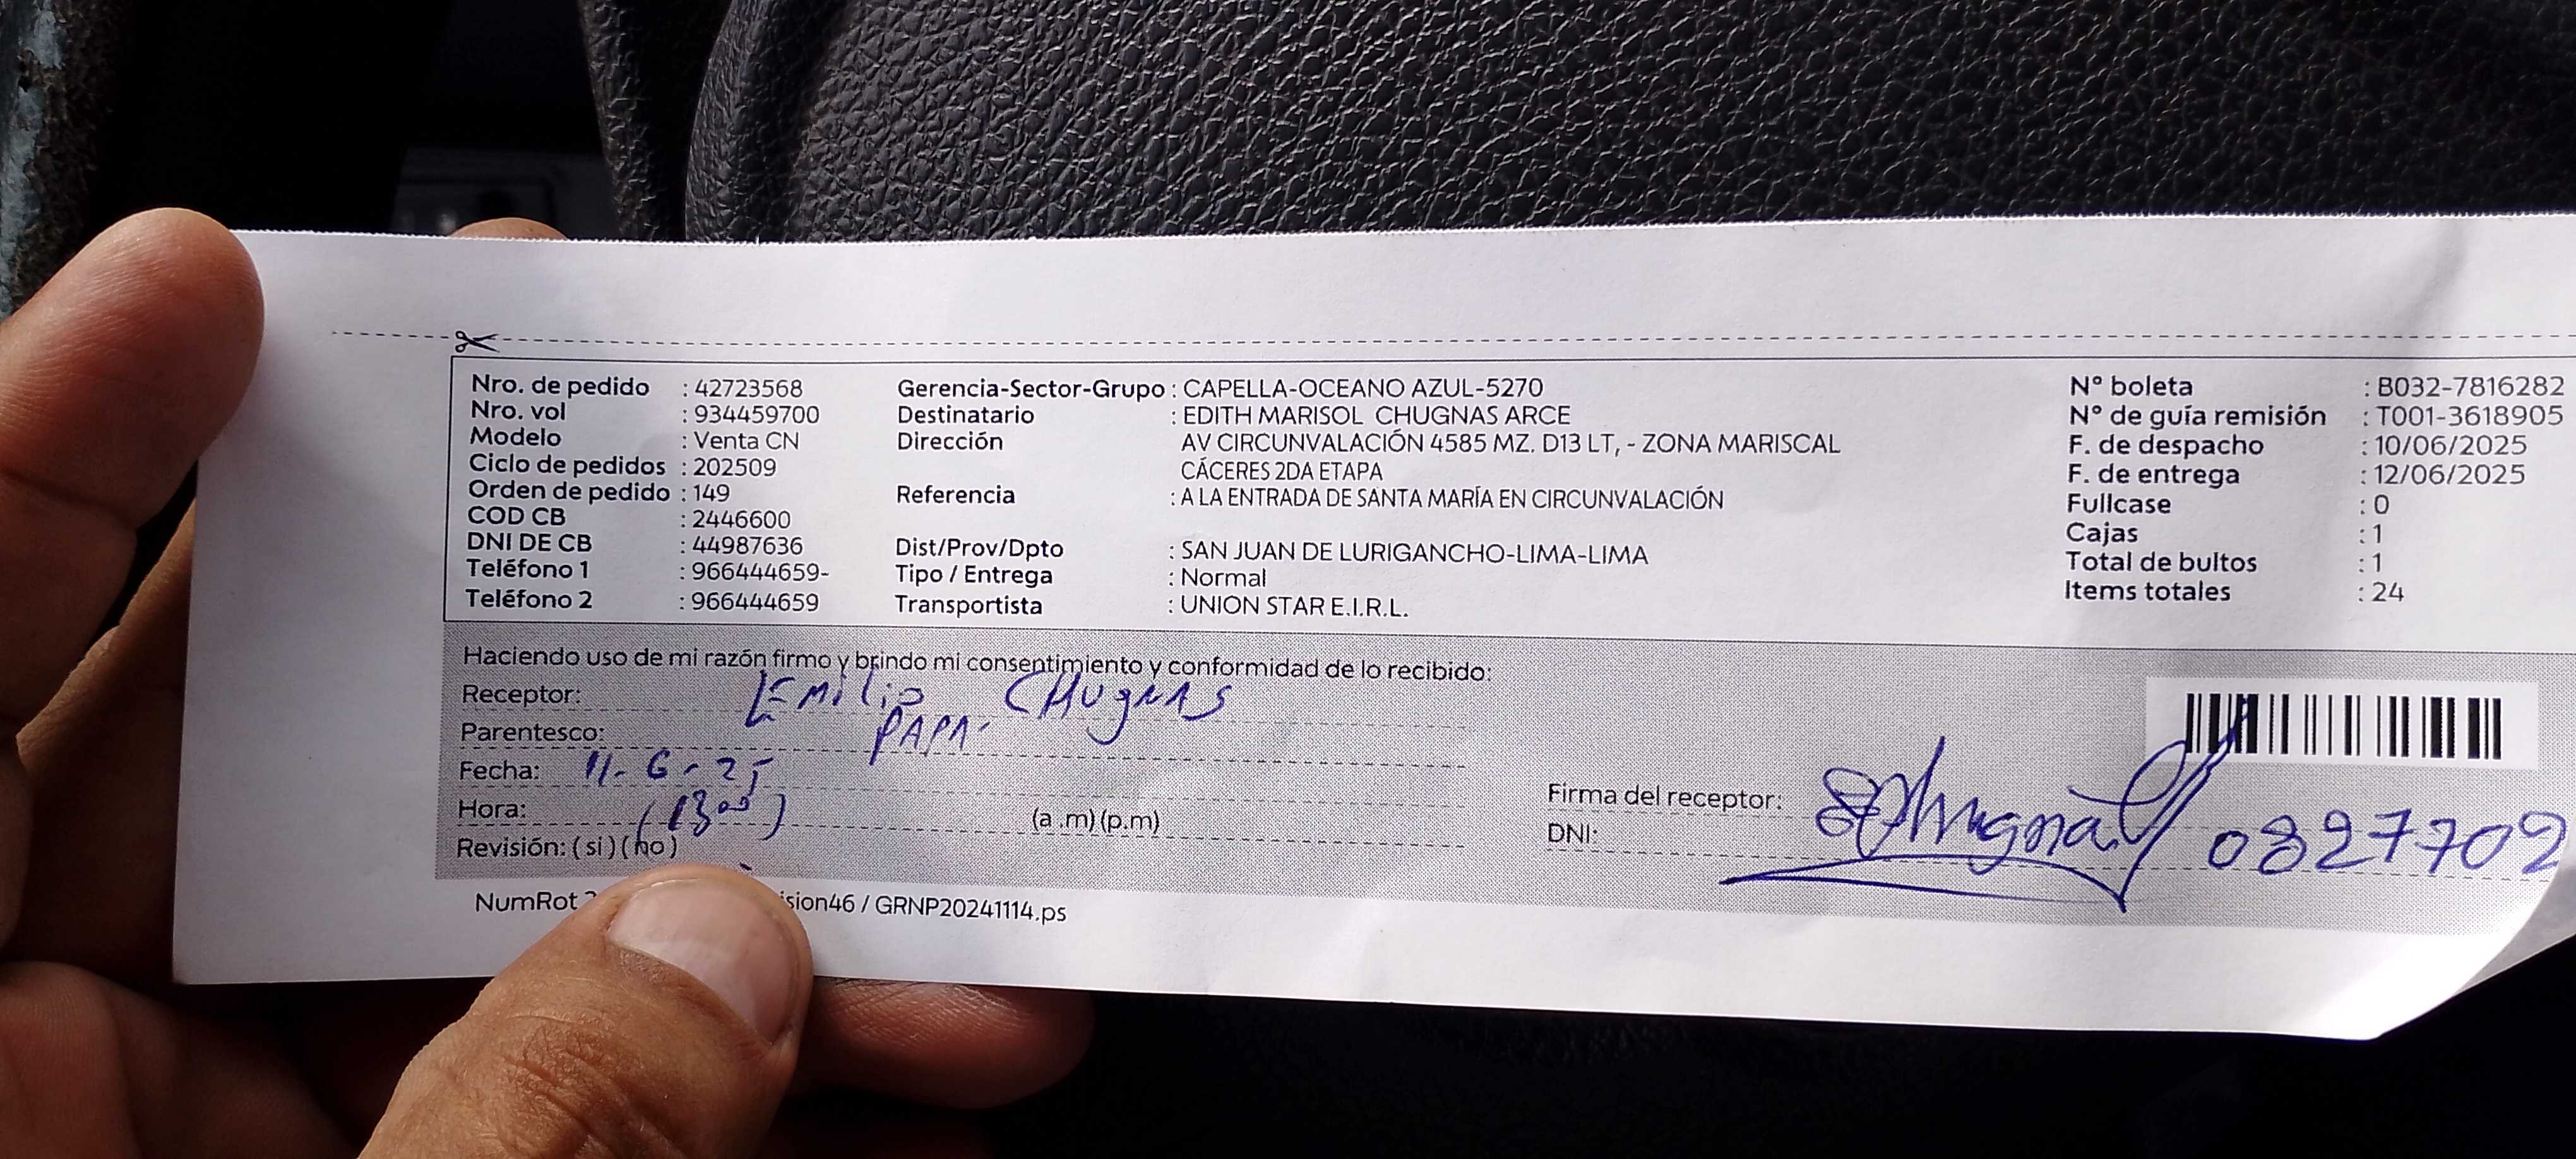 Nro. de pedido : 42723568
Nro. vol : 934459700
Modelo : Venta CN
Ciclo de pedidos : 202509
Orden de pedido : 149
COD CB : 2446600
DNI DE CB : 44987636
Teléfono 1 : 966444659-
Teléfono 2 : 966444659
Gerencia-Sector-Grupo : CAPELLA-OCEANO AZUL-5270
Destinatario : EDITH MARISOL CHUGNAS ARCE
Dirección AV CIRCUNVALACIÓN 4585 MZ. D13 LT, - ZONA MARISCAL
CÁCERES 2DA ETAPA
Referencia : A LA ENTRADA DE SANTA MARÍA EN CIRCUNVALACIÓN
Dist/Prov/Dpto : SAN JUAN DE LURIGANCHO-LIMA-LIMA
Tipo / Entrega : Normal
Transportista : UNION STAR E.I.R.L.
N° boleta : B032-7816282
N° de guía remisión : T001-3618905
F. de despacho : 10/06/2025
F. de entrega : 12/06/2025
Fullcase : 0
Cajas : 1
Total de bultos : 1
Items totales : 24
Haciendo uso de mi razón firmo y brindo mi consentimiento y conformidad de lo recibido:
Receptor: Emilio CHUgNAS
Parentesco: PAPA
Fecha: 11-6-25
Hora: (1300) (a .m) (p.m)
Revisión: ( si ) ( no )
Firma del receptor: Chugnas
DNI: 0827702
NumRot sion46 / GRNP20241114.ps